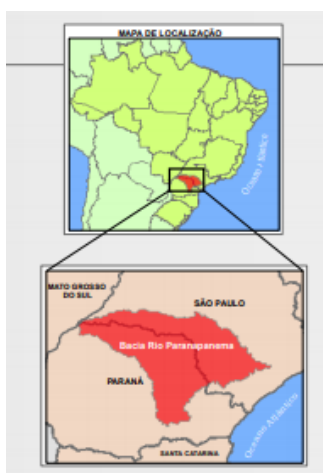 MAPA DE LOCALIZAÇÃO
Oceano Atlântico
MATO GROSSO
DO SUL
SÃO PAULO
Bacia Rio Paranapanema
PARANÁ
SANTA CATARINA
Oceano Atlântico